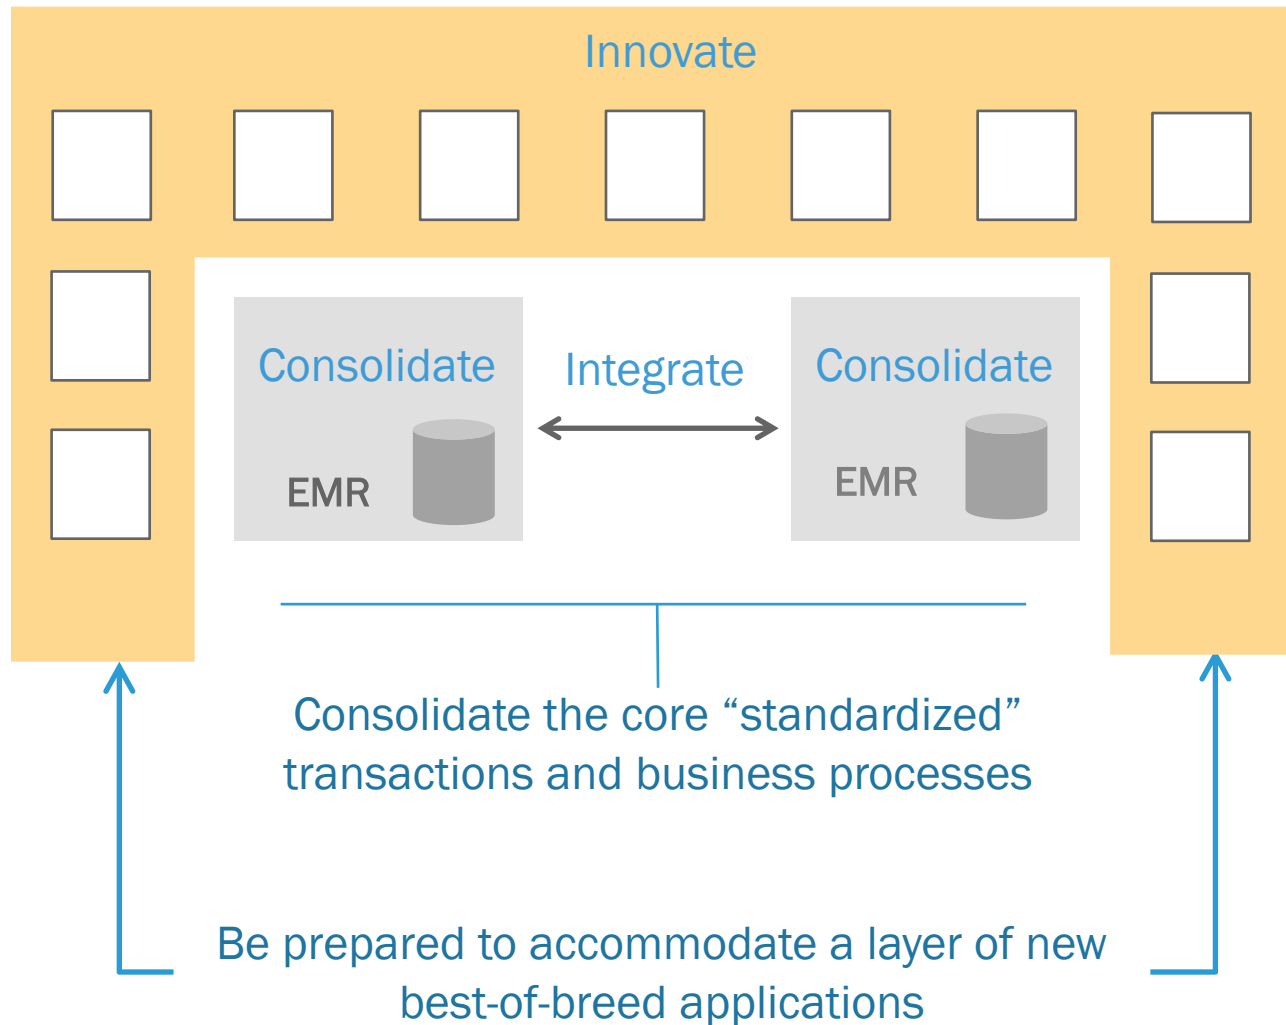 Innovate
Consolidate
Integrate
Consolidate
EMR
EMR
Consolidate the core “standardized”
transactions and business processes
Be prepared to accommodate a layer of new
best-of-breed applications